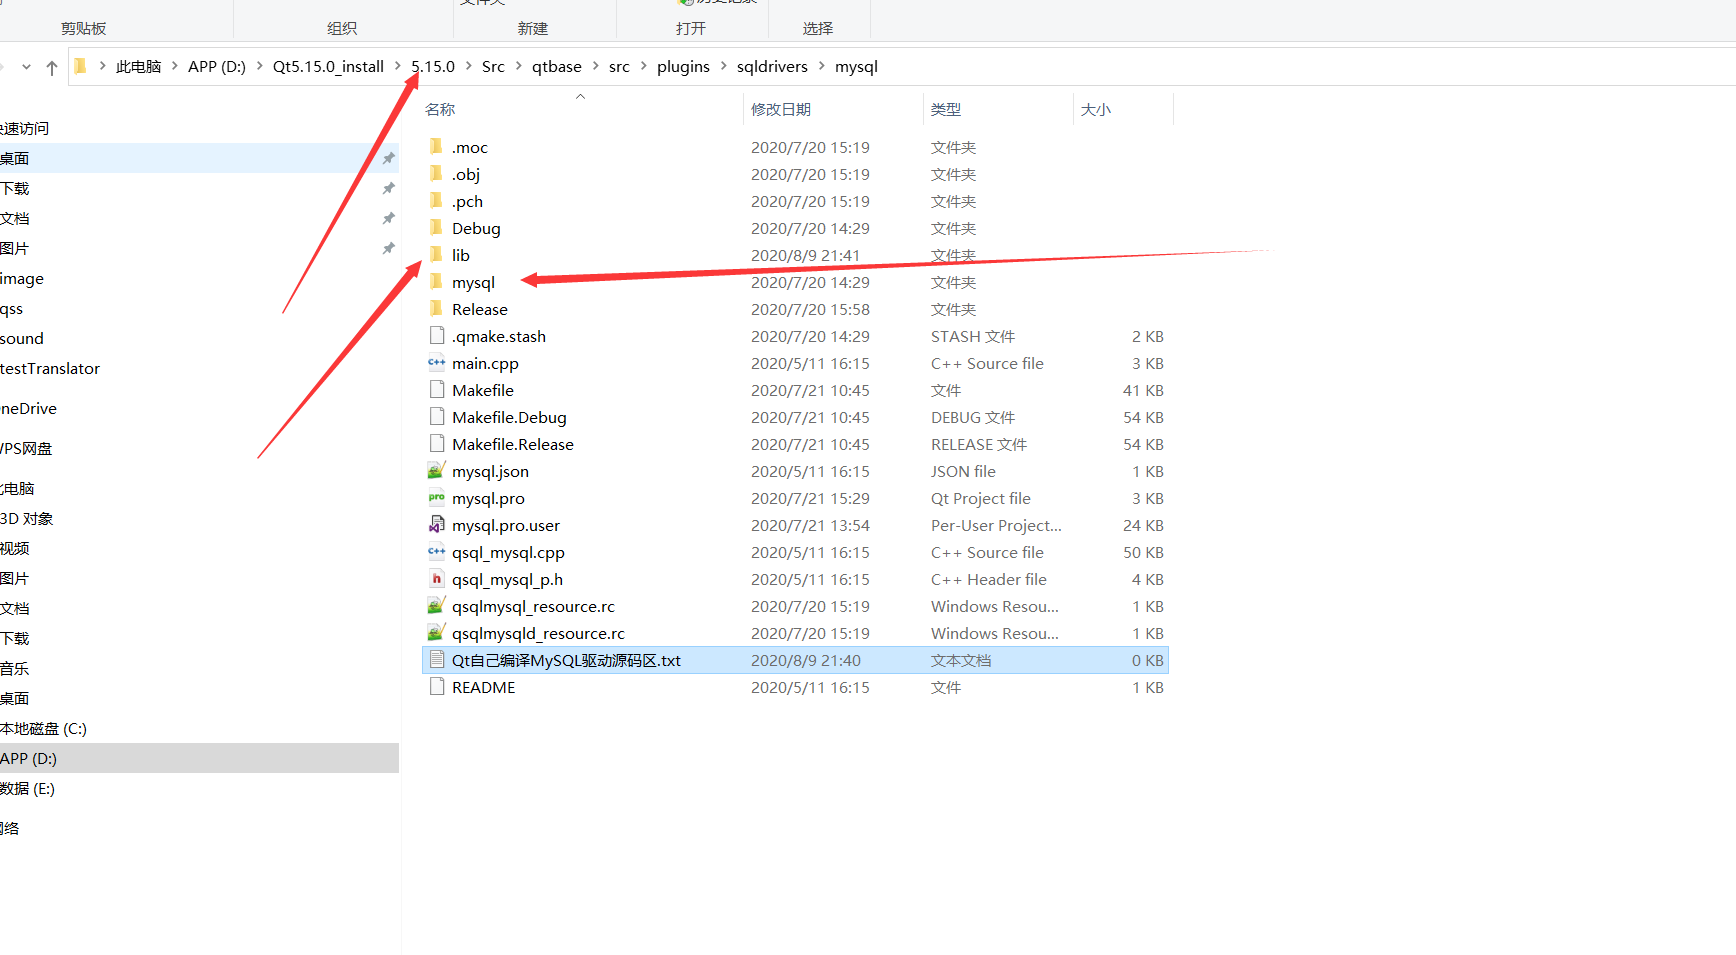 剪贴板 组织 新建 打开 选择
此电脑 APP (D:) Qt5.15.0_install 5.15.0 Src qtbase src plugins sqldrivers mysql
名称 修改日期 类型 大小
速访问
桌面
下载
文档
图片
image
qss
sound
testTranslator
neDrive
WPS网盘
电脑
3D 对象
视频
图片
文档
下载
音乐
桌面
本地磁盘 (C:)
APP (D:)
数据 (E:)
网络
.moc 2020/7/20 15:19 文件夹
.obj 2020/7/20 15:19 文件夹
.pch 2020/7/20 15:19 文件夹
Debug 2020/7/20 14:29 文件夹
lib 2020/8/9 21:41 文件夹
mysql 2020/7/20 14:29 文件夹
Release 2020/7/20 15:58 文件夹
.qmake.stash 2020/7/20 14:29 STASH 文件 2 KB
main.cpp 2020/5/11 16:15 C++ Source file 3 KB
Makefile 2020/7/21 10:45 文件 41 KB
Makefile.Debug 2020/7/21 10:45 DEBUG 文件 54 KB
Makefile.Release 2020/7/21 10:45 RELEASE 文件 54 KB
mysql.json 2020/5/11 16:15 JSON file 1 KB
mysql.pro 2020/7/21 15:29 Qt Project file 3 KB
mysql.pro.user 2020/7/21 13:54 Per-User Project... 24 KB
qsql_mysql.cpp 2020/5/11 16:15 C++ Source file 50 KB
qsql_mysql_p.h 2020/5/11 16:15 C++ Header file 4 KB
qsqlmysql_resource.rc 2020/7/20 15:19 Windows Resou... 1 KB
qsqlmysqld_resource.rc 2020/7/20 15:19 Windows Resou... 1 KB
Qt自己编译MySQL驱动源码区.txt 2020/8/9 21:40 文本文档 0 KB
README 2020/5/11 16:15 文件 1 KB